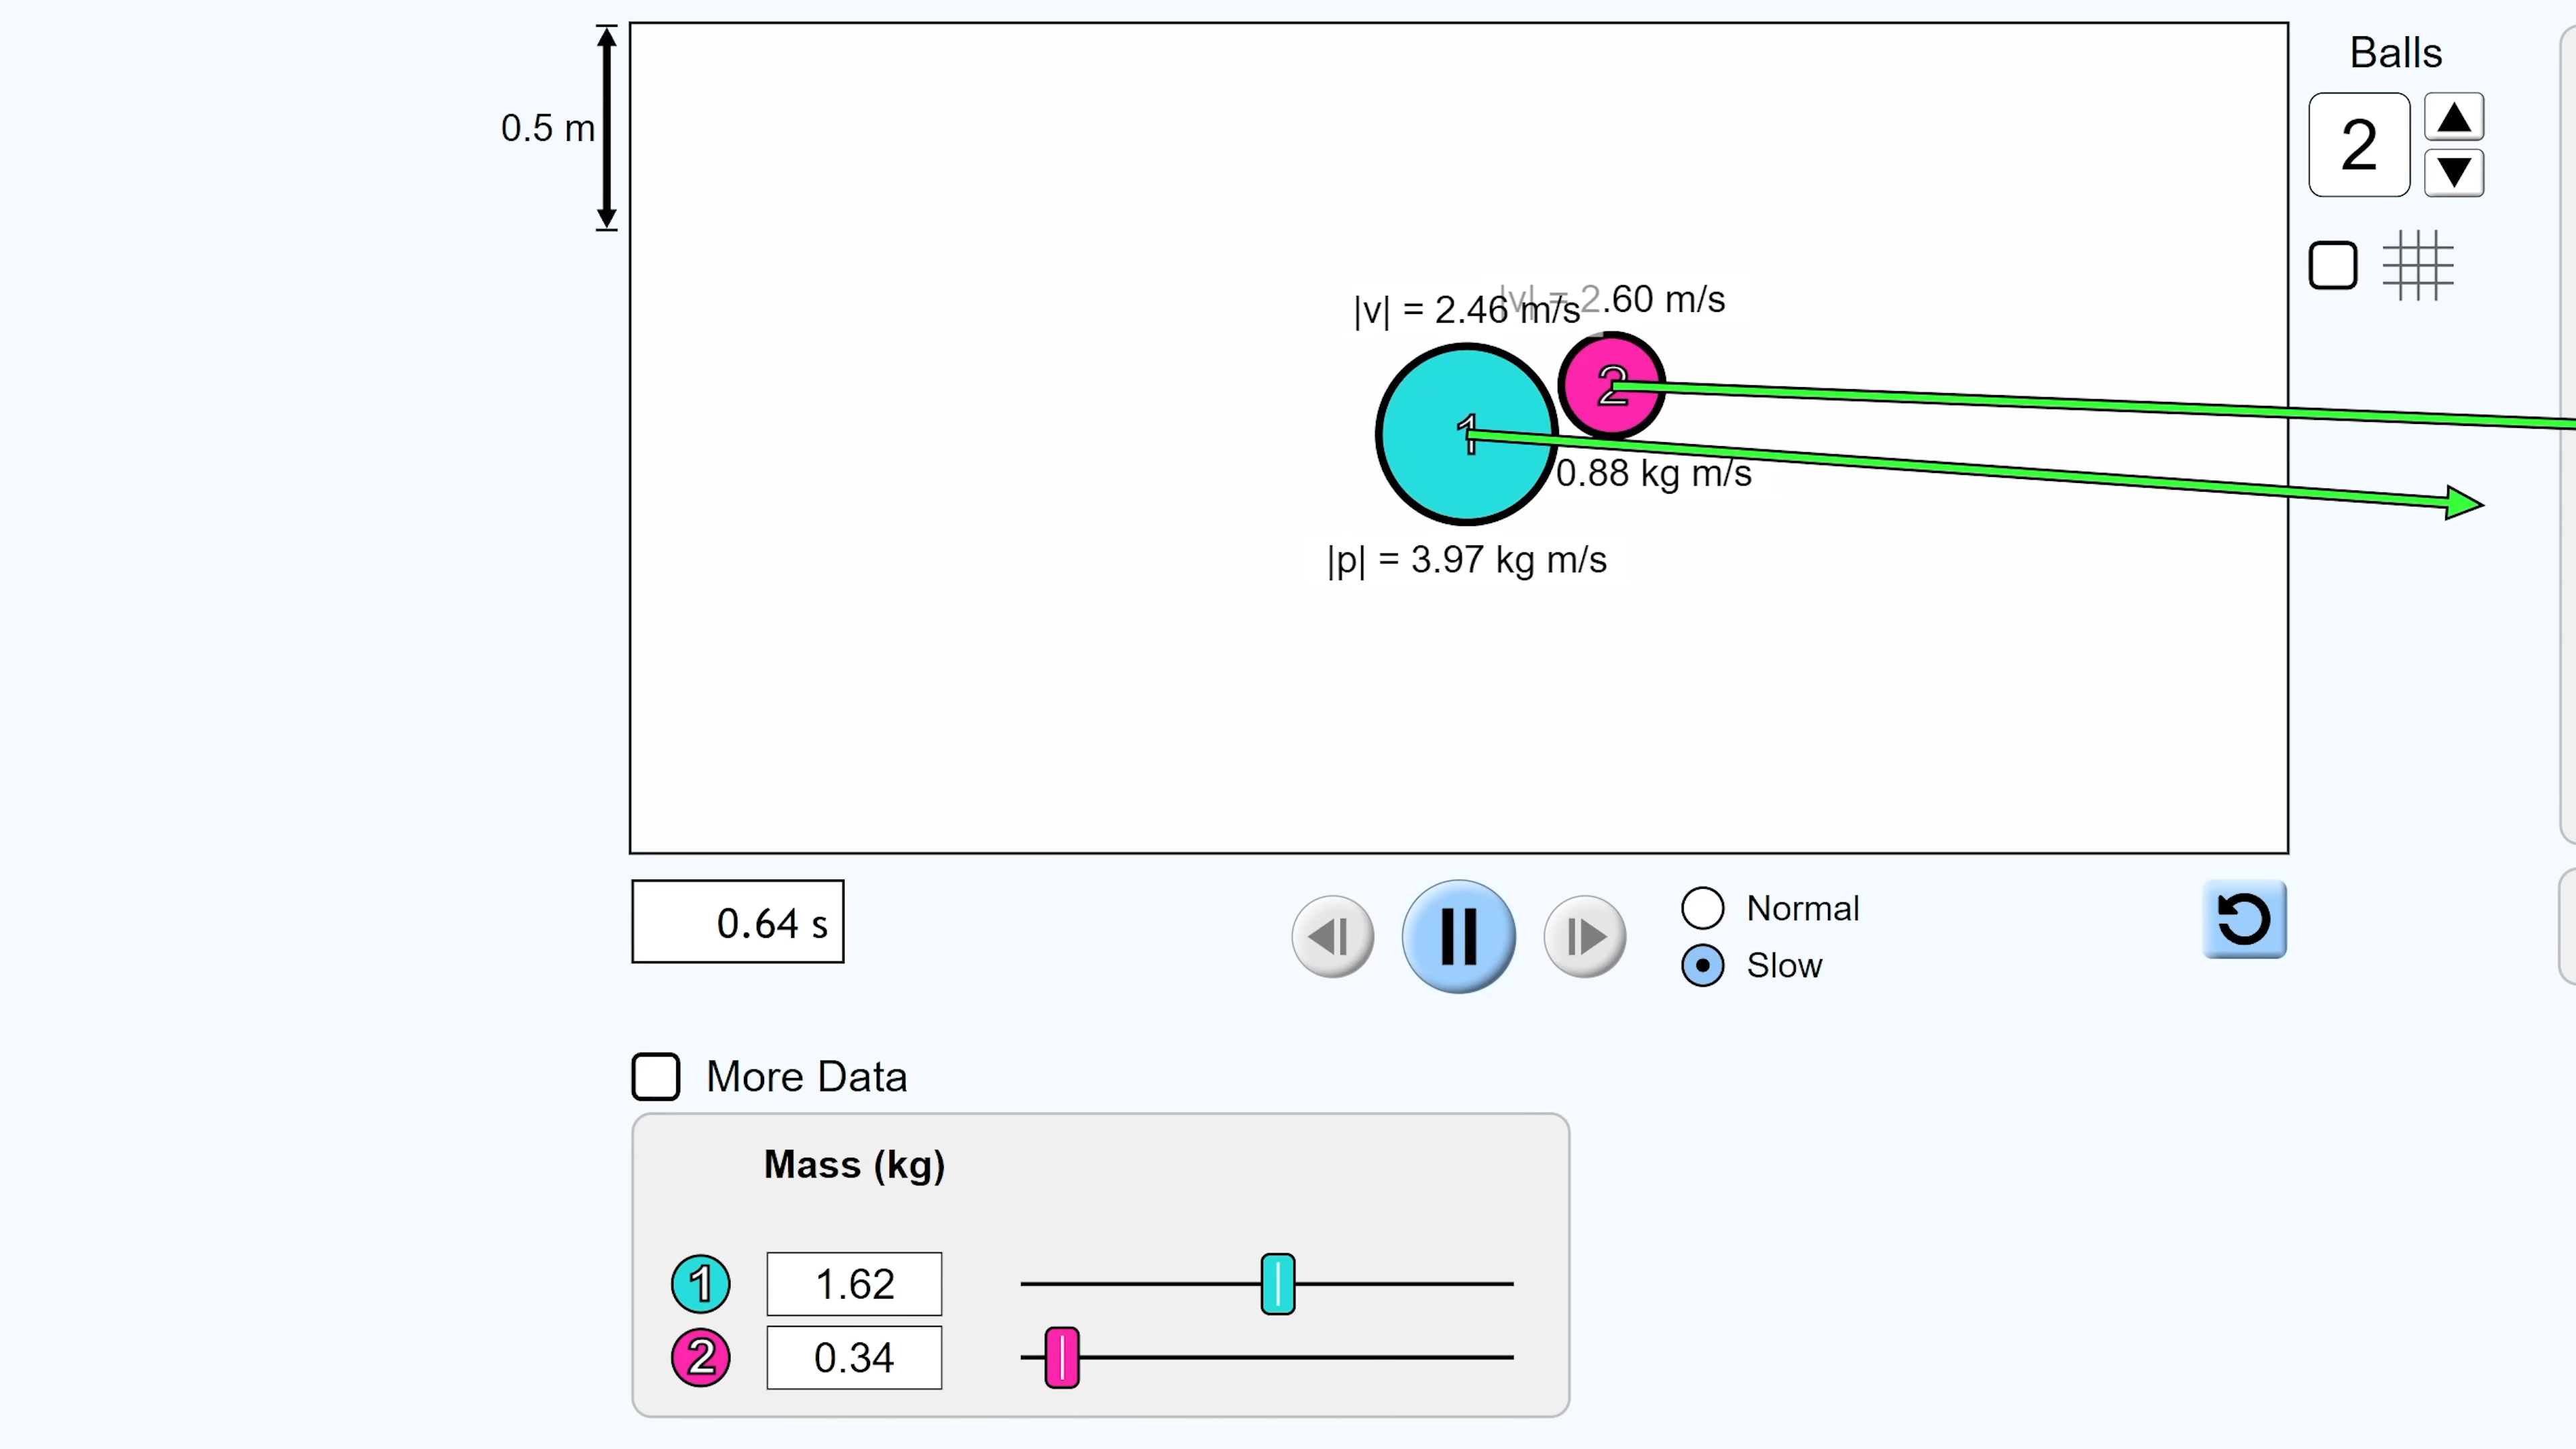 Balls
2
0.5 m
|v| = 2.60 m/s
|v| = 2.46 m/s
2
1
0.88 kg m/s
|p| = 3.97 kg m/s
0.64 s
Normal
Slow
More Data
Mass (kg)
1 1.62
2 0.34